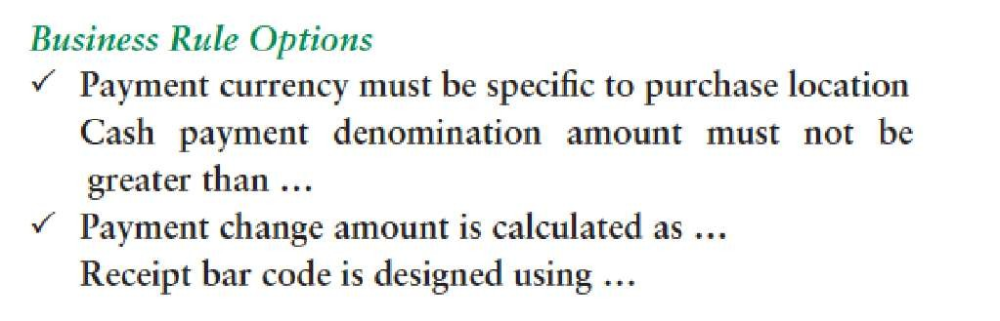 Business Rule Options
✓ Payment currency must be specific to purchase location
Cash payment denomination amount must not be
greater than ...
✓ Payment change amount is calculated as ...
Receipt bar code is designed using ...